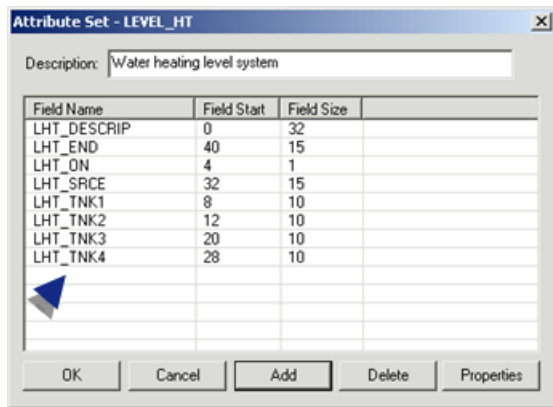 Attribute Set - LEVEL_HT
Description: Water heating level system
Field Name Field Start Field Size
LHT_DESCRIP 0 32
LHT_END 40 15
LHT_ON 4 1
LHT_SRCE 32 15
LHT_TNK1 8 10
LHT_TNK2 12 10
LHT_TNK3 20 10
LHT_TNK4 28 10
OK Cancel Add Delete Properties